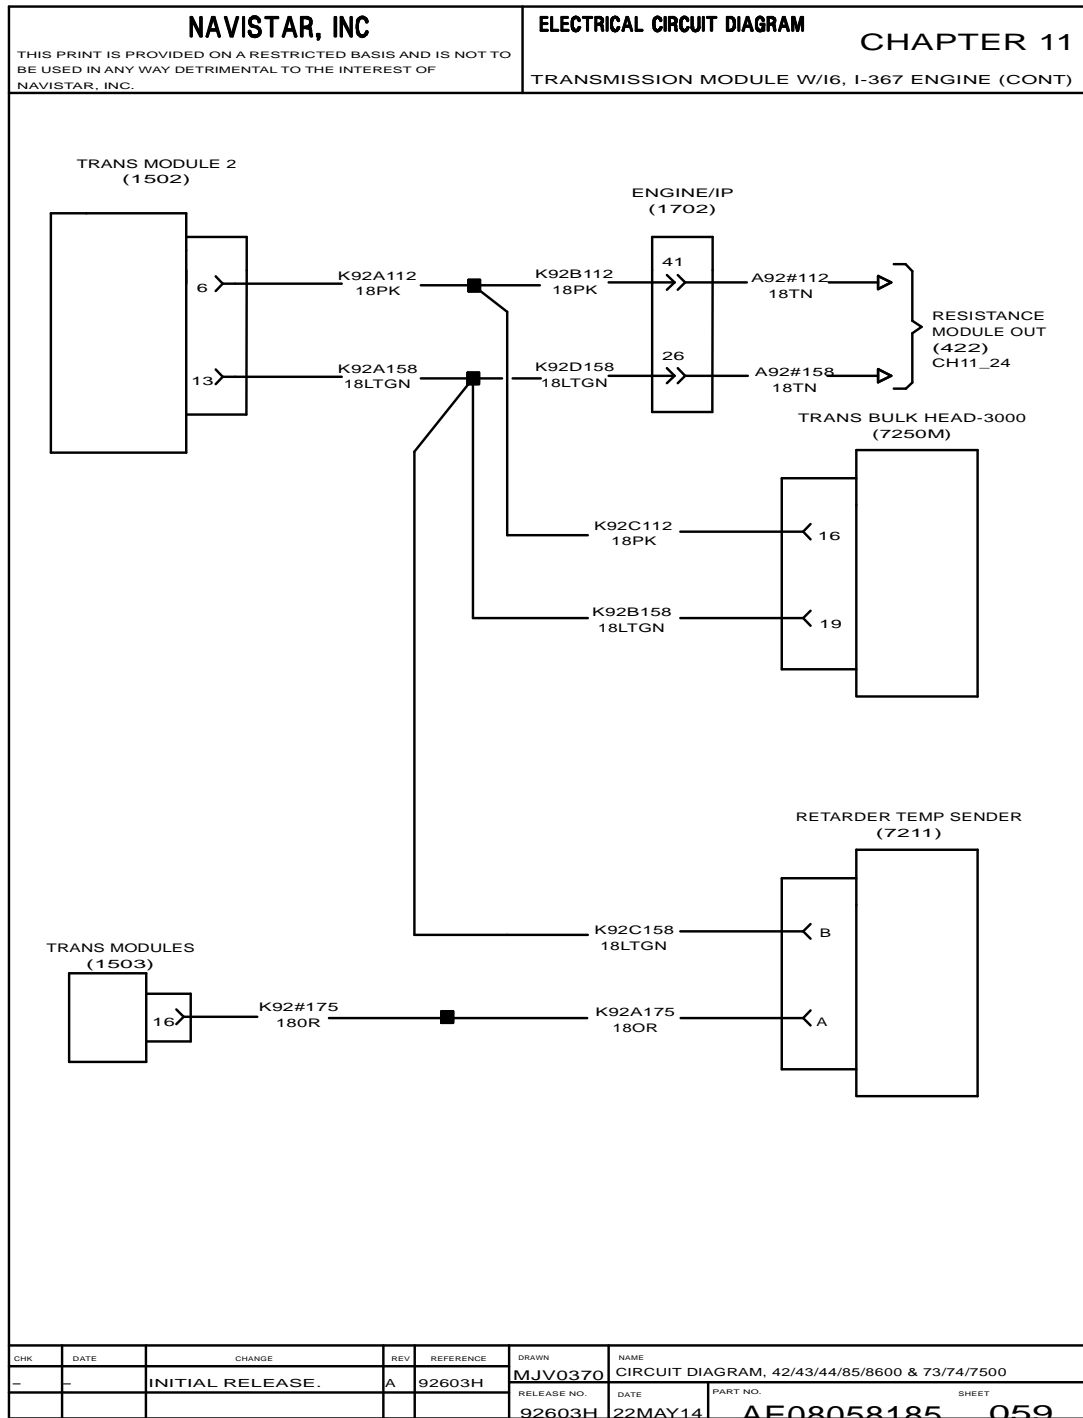 NAVISTAR, INC
THIS PRINT IS PROVIDED ON A RESTRICTED BASIS AND IS NOT TO
BE USED IN ANY WAY DETRIMENTAL TO THE INTEREST OF
NAVISTAR, INC.
ELECTRICAL CIRCUIT DIAGRAM
CHAPTER 11
TRANSMISSION MODULE W/I6, I-367 ENGINE (CONT)
TRANS MODULE 2
(1502)
6
13
K92A112
18PK
K92A158
18LTGN
K92B112
18PK
K92D158
18LTGN
ENGINE/IP
(1702)
41
26
A92#112
18TN
A92#158
18TN
RESISTANCE
MODULE OUT
(422)
CH11_24
TRANS BULK HEAD-3000
(7250M)
K92C112
18PK
16
K92B158
18LTGN
19
RETARDER TEMP SENDER
(7211)
K92C158
18LTGN
B
TRANS MODULES
(1503)
16
K92#175
180R
K92A175
18OR
A
CHK DATE CHANGE REV REFERENCE
– – INITIAL RELEASE. A 92603H
DRAWN
MJV0370
NAME
CIRCUIT DIAGRAM, 42/43/44/85/8600 & 73/74/7500
RELEASE NO.
92603H
DATE
22MAY14
PART NO.
AE08058185
SHEET
059